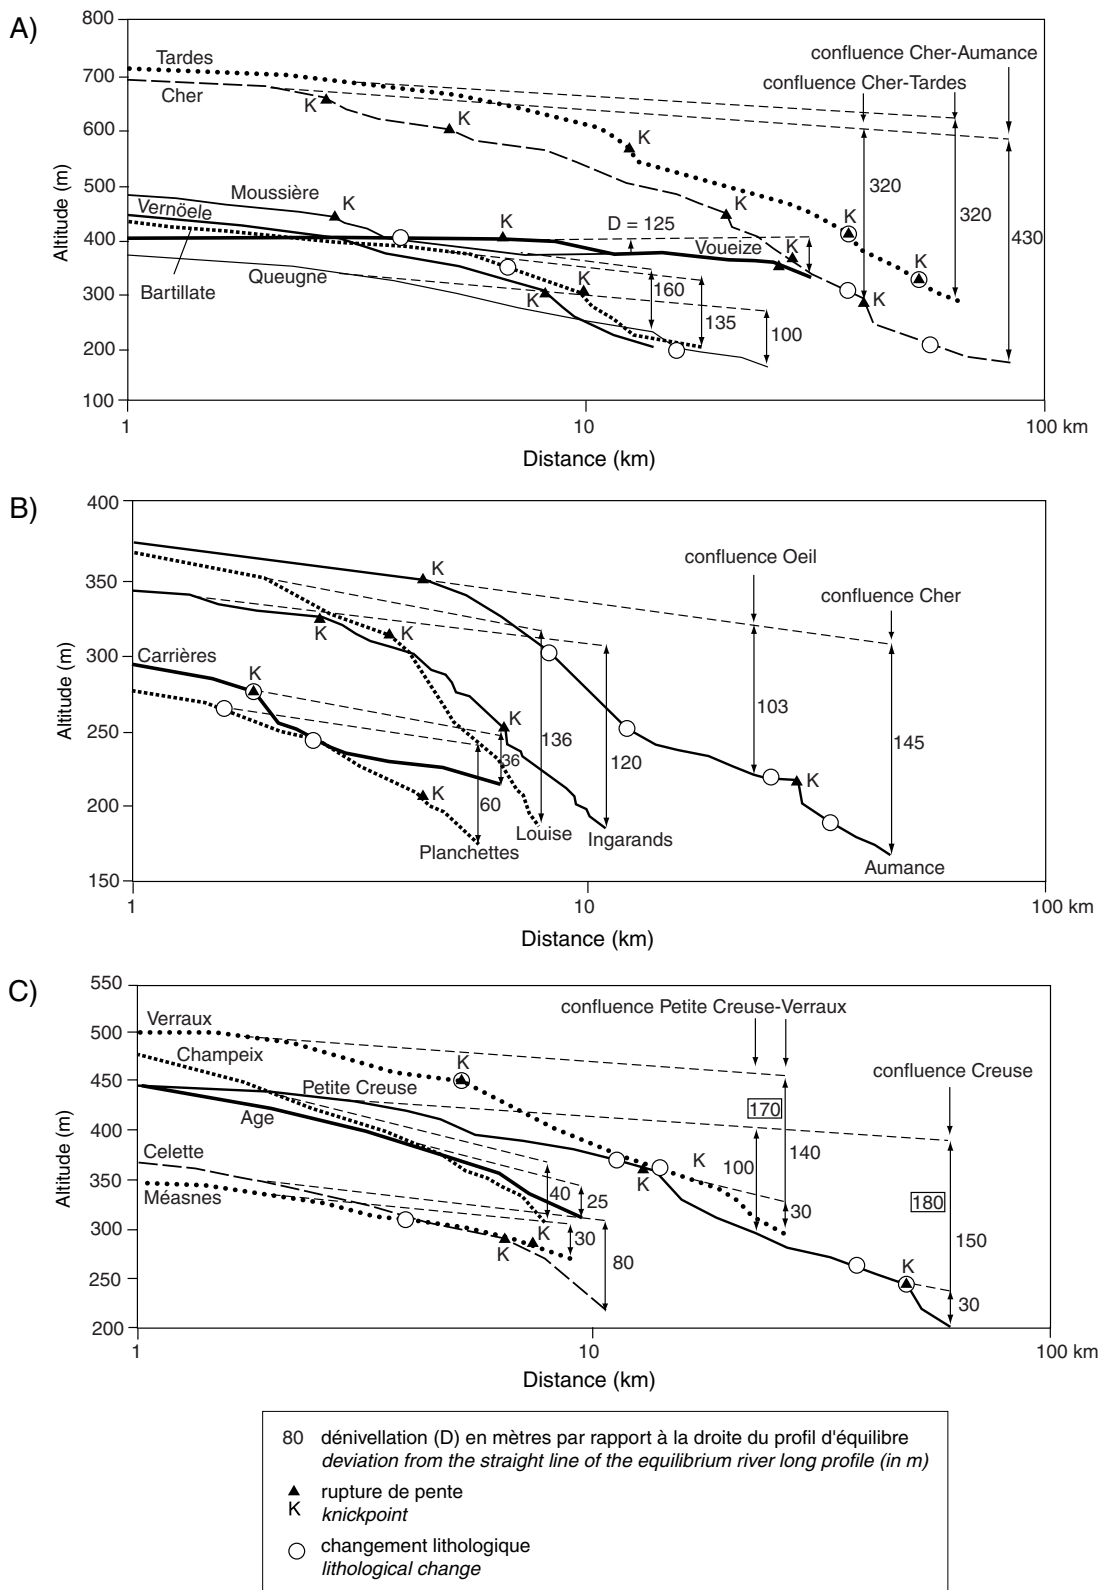 A)
800
700
600
500
400
300
200
100
Altitude (m)
Tardes
Cher
confluence Cher-Aumance
confluence Cher-Tardes
K
K
K
K
K
K
K
K
K
K
K
K
Moussière
Vernöele
Bartillate
Queugne
D = 125
Voueize
320
320
430
160
135
100
1
10
100 km
Distance (km)
B)
400
350
300
250
200
150
Altitude (m)
K
K
K
K
K
K
K
Carrières
confluence Oeil
confluence Cher
103
145
136
120
36
60
Planchettes
Louise
Ingarands
Aumance
1
10
100 km
Distance (km)
C)
550
500
450
400
350
300
250
200
Altitude (m)
Verraux
Champeix
Petite Creuse
Age
Celette
Méasnes
confluence Petite Creuse-Verraux
confluence Creuse
K
K
K
K
K
170
100
140
30
180
150
30
40
25
30
80
1
10
100 km
Distance (km)
80 dénivellation (D) en mètres par rapport à la droite du profil d'équilibre
deviation from the straight line of the equilibrium river long profile (in m)
K rupture de pente
knickpoint
changement lithologique
lithological change